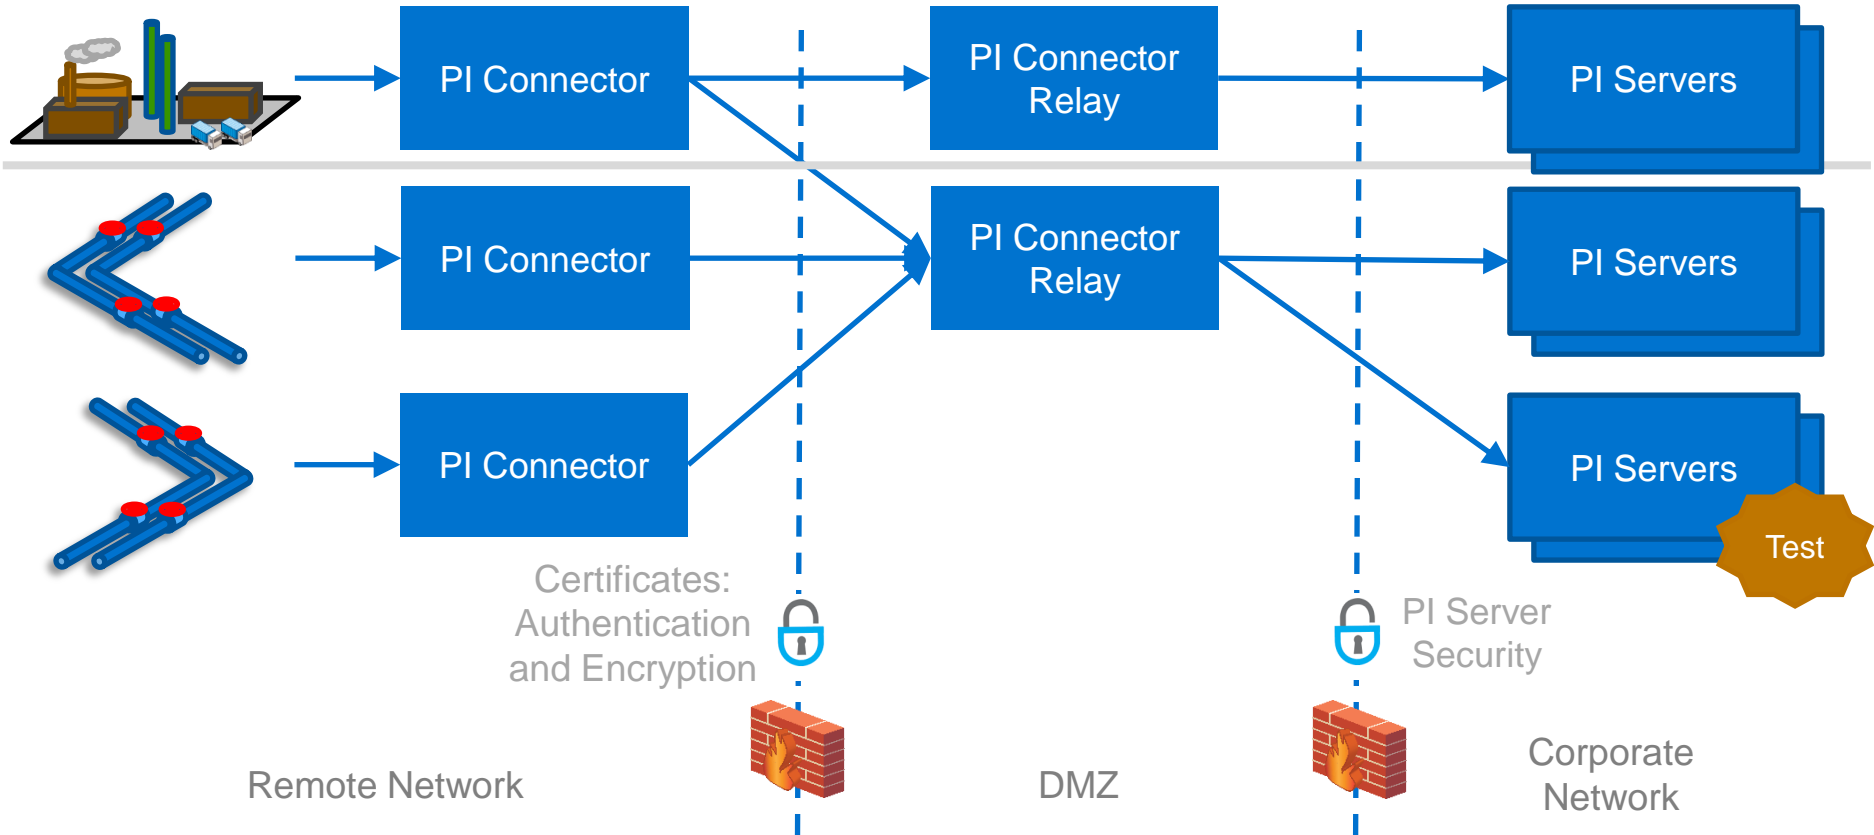 PI Connector
PI Connector
Relay
PI Servers
PI Connector
PI Connector
Relay
PI Servers
PI Connector
PI Servers
Test
Certificates:
Authentication
and Encryption
PI Server
Security
Remote Network
DMZ
Corporate
Network